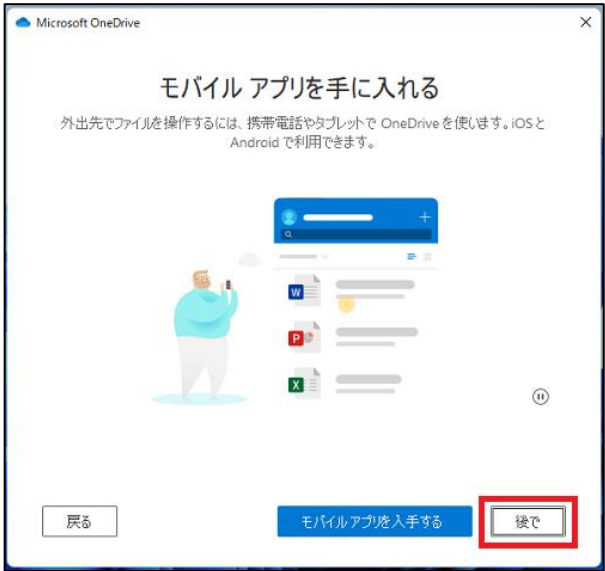 Microsoft OneDrive
モバイル アプリを手に入れる
外出先でファイルを操作するには、携帯電話やタブレットで OneDrive を使います。iOS と
Android で利用できます。
W
P
X
戻る
モバイル アプリを入手する
後で